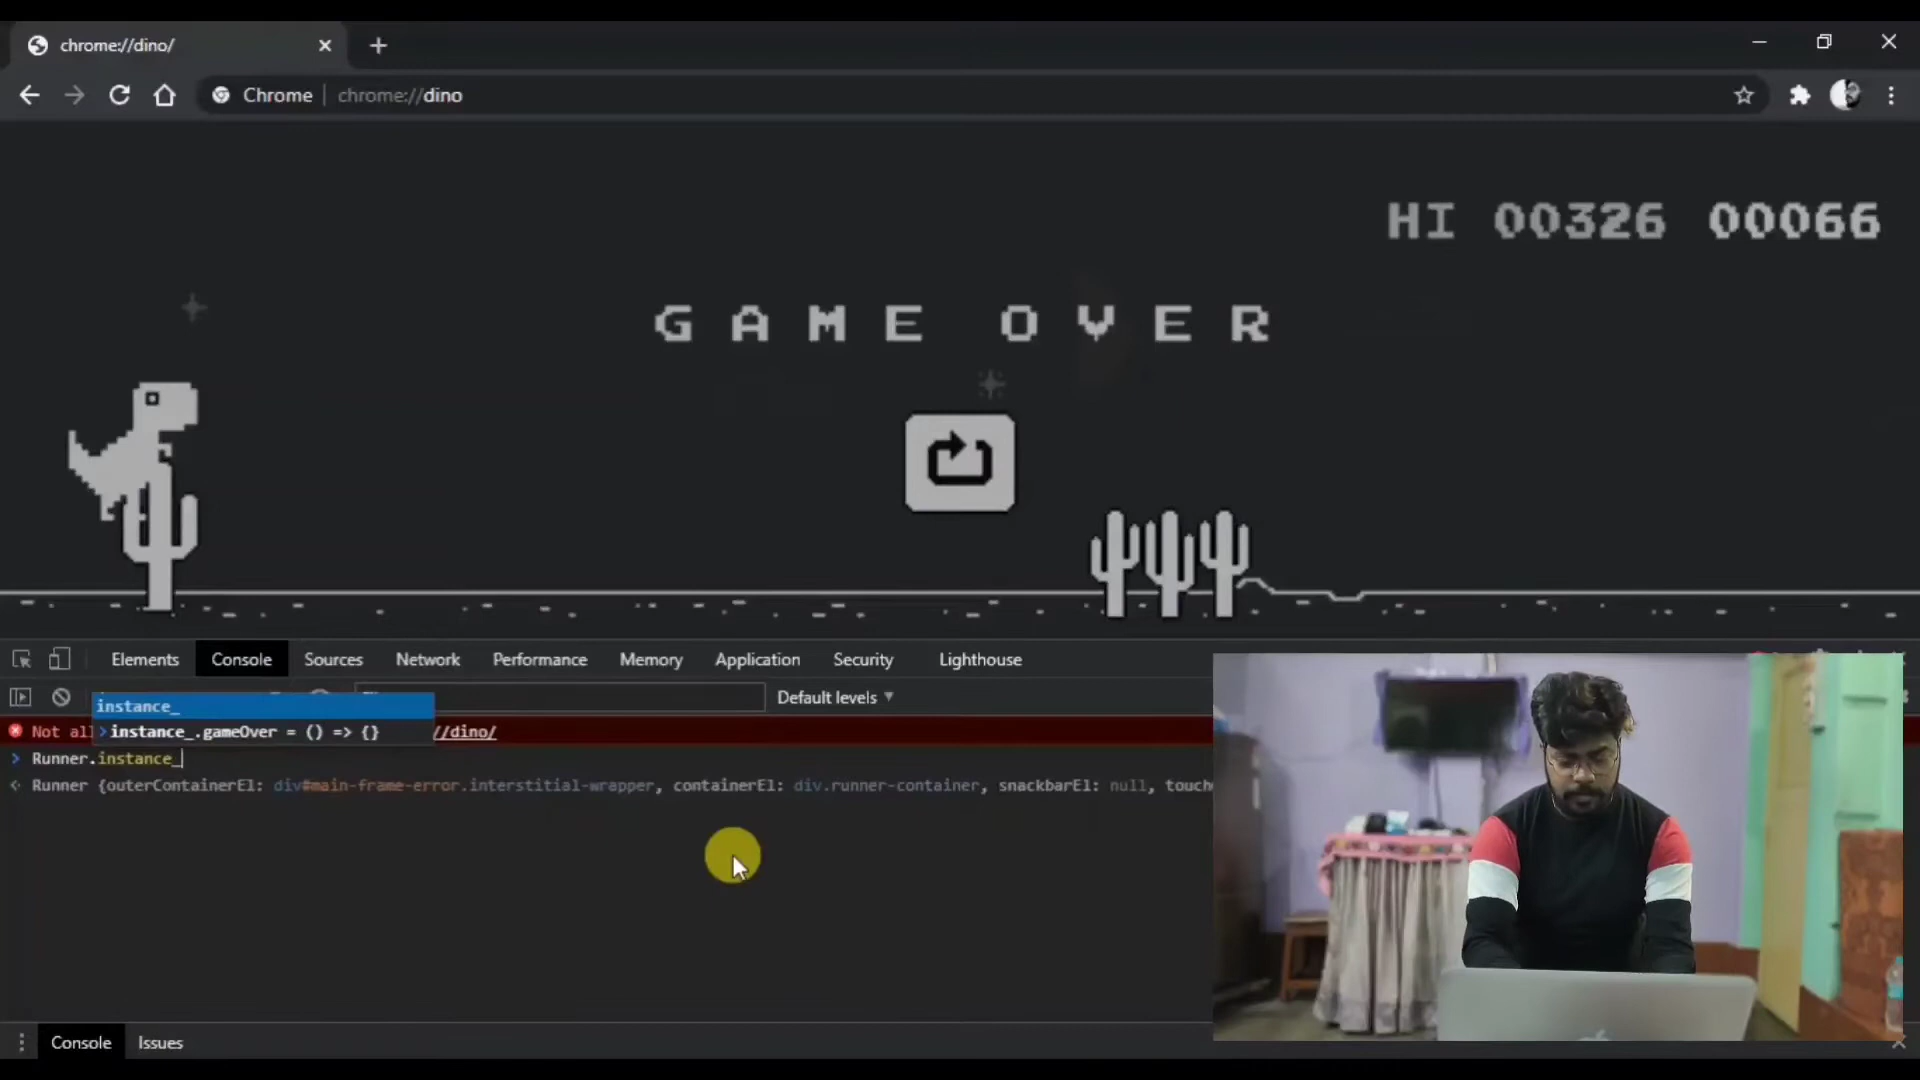 chrome://dino/
Chrome | chrome://dino
HI 00326 00066
GAME OVER
Elements Console Sources Network Performance Memory Application Security Lighthouse
Default levels
instance_
Not all
instance_.gameOver = () => {}
//dino/
Runner.instance_
Runner {outerContainerEl: div#main-frame-error.interstitial-wrapper, containerEl: div.runner-container, snackbarEl: null, touch
Console Issues